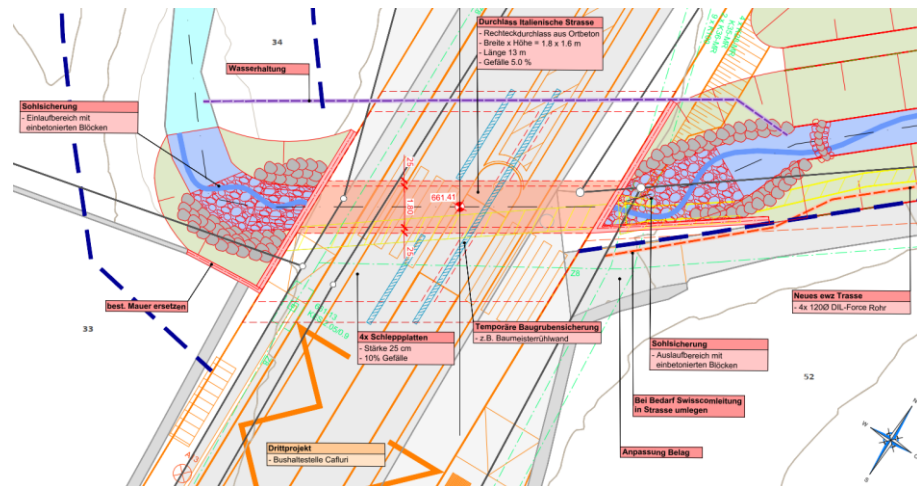 Durchlass Italienische Strasse
- Rechteckdurchlass aus Ortbeton
- Breite x Höhe = 1.8 x 1.6 m
- Länge 13 m
- Gefälle 5.0 %
34
Wasserhaltung
Sohlsicherung
- Einlaufbereich mit
einbetonierten Blöcken
25
661.41
1.80
25
best. Mauer ersetzen
33
4x Schleppplatten
- Stärke 25 cm
- 10% Gefälle
Temporäre Baugrubensicherung
- z.B. Baumeisterrühlwand
Neues ewz Trasse
- 4x 120Ø DIL-Force Rohr
Sohlsicherung
- Auslaufbereich mit
einbetonierten Blöcken
52
Bei Bedarf Swisscomleitung
in Strasse umlegen
Anpassung Belag
Drittprojekt
- Bushaltestelle Cafluri